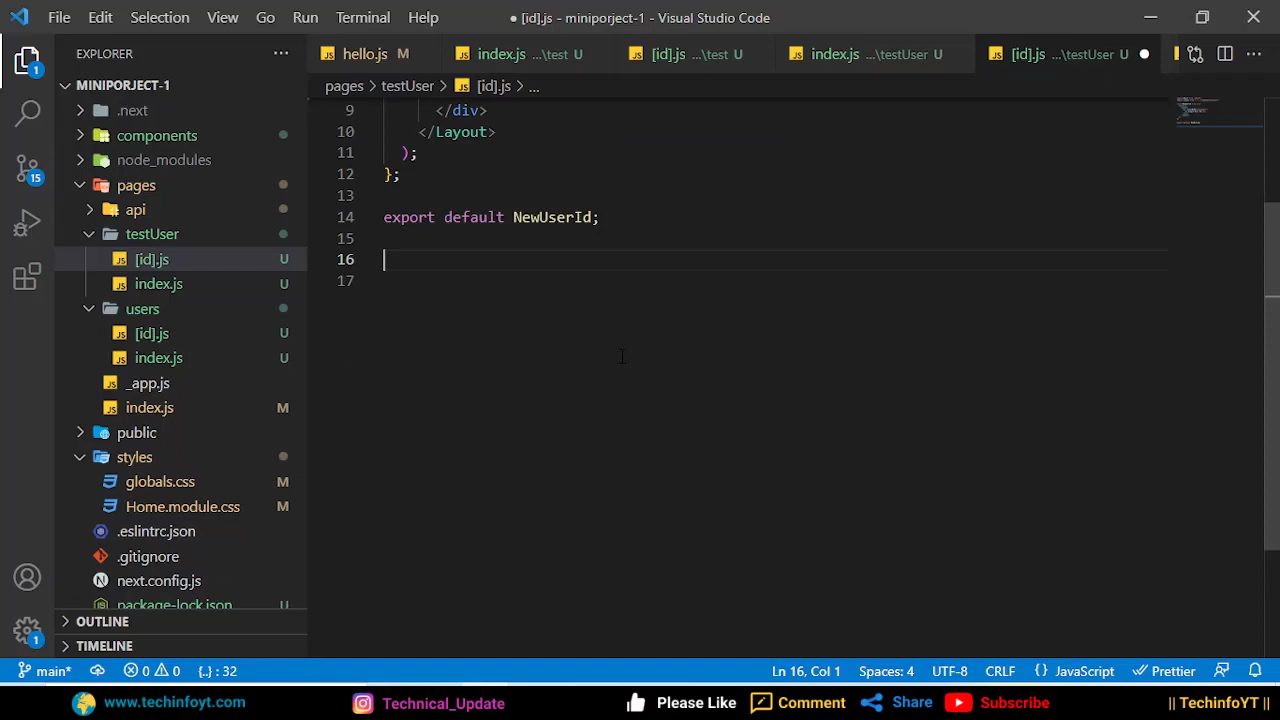 File Edit Selection View Go Run Terminal Help
● [id].js - miniporject-1 - Visual Studio Code
EXPLORER
hello.js M
index.js ...\test U
[id].js ...\test U
index.js ...\testUser U
[id].js ...\testUser U
MINIPORJECT-1
pages > testUser > [id].js > ...
.next
components
node_modules
pages
api
testUser
[id].js U
index.js U
users
[id].js U
index.js U
_app.js
index.js M
public
styles
globals.css M
Home.module.css M
.eslintrc.json
.gitignore
next.config.js
package-lock.json U
OUTLINE
TIMELINE
1
15
1
9 </div>
10 </Layout>
11 );
12 };
13
14 export default NewUserId;
15
16
17
main* 0 0 {..} : 32
Ln 16, Col 1 Spaces: 4 UTF-8 CRLF {} JavaScript Prettier
www.techinfoyt.com Technical_Update Please Like Comment Share Subscribe || TechinfoYT ||